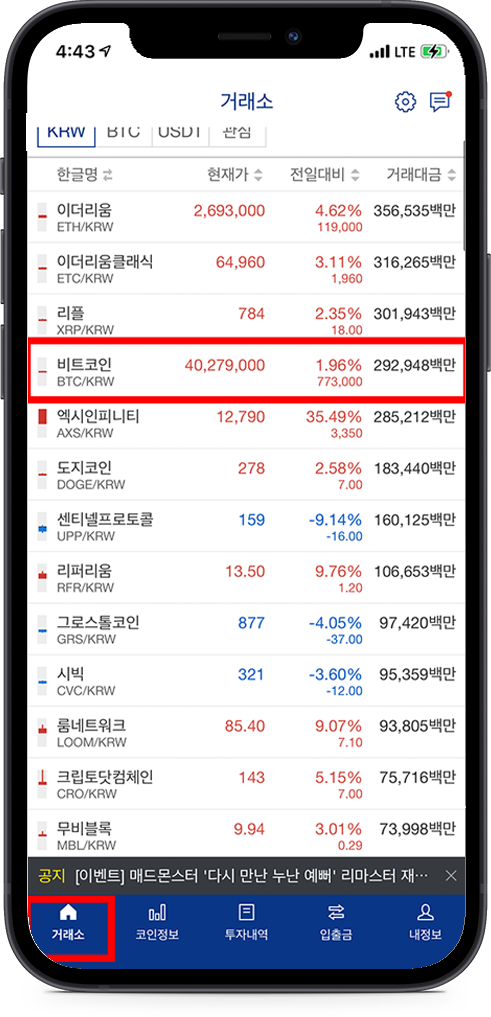 4:43 LTE
거래소
KRW BTC USDT 관심
한글명 현재가 전일대비 거래대금
이더리움 2,693,000 4.62% 356,535백만
ETH/KRW 119,000
이더리움클래식 64,960 3.11% 316,265백만
ETC/KRW 1,960
리플 784 2.35% 301,943백만
XRP/KRW 18.00
비트코인 40,279,000 1.96% 292,948백만
BTC/KRW 773,000
엑시인피니티 12,790 35.49% 285,212백만
AXS/KRW 3,350
도지코인 278 2.58% 183,440백만
DOGE/KRW 7.00
센티넬프로토콜 159 -9.14% 160,125백만
UPP/KRW -16.00
리퍼리움 13.50 9.76% 106,653백만
RFR/KRW 1.20
그로스톨코인 877 -4.05% 97,420백만
GRS/KRW -37.00
시빅 321 -3.60% 95,359백만
CVC/KRW -12.00
룸네트워크 85.40 9.07% 93,805백만
LOOM/KRW 7.10
크립토닷컴체인 143 5.15% 75,716백만
CRO/KRW 7.00
무비블록 9.94 3.01% 73,998백만
MBL/KRW 0.29
공지 [이벤트] 매드몬스터 '다시 만난 누난 예뻐' 리마스터 재···
거래소 코인정보 투자내역 입출금 내정보